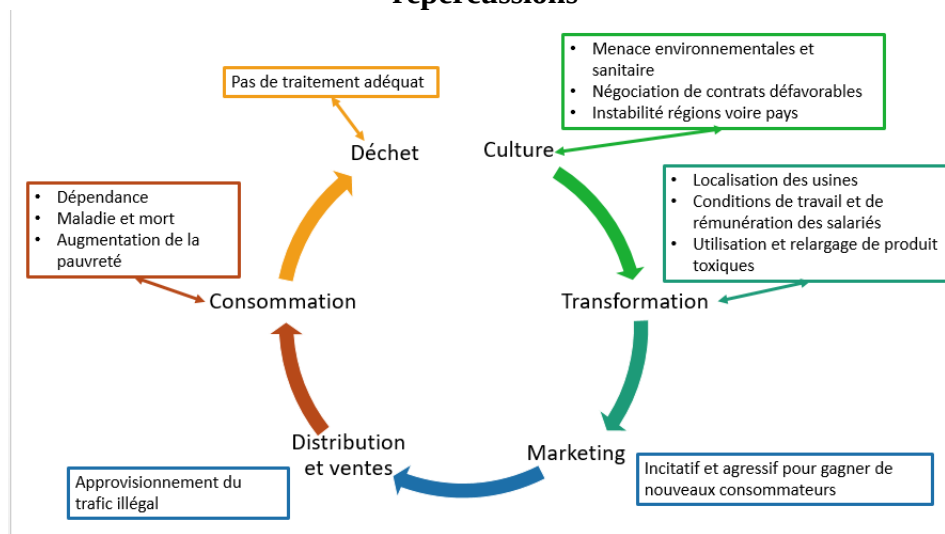 répercussions
Pas de traitement adéquat
• Menace environnementales et
sanitaire
• Négociation de contrats défavorables
• Instabilité régions voire pays
Déchet
Culture
• Dépendance
• Maladie et mort
• Augmentation de la
pauvreté
• Localisation des usines
• Conditions de travail et de
rémunération des salariés
• Utilisation et relargage de produit
toxiques
Consommation
Transformation
Distribution
et ventes
Marketing
Approvisionnement du
trafic illégal
Incitatif et agressif pour gagner de
nouveaux consommateurs